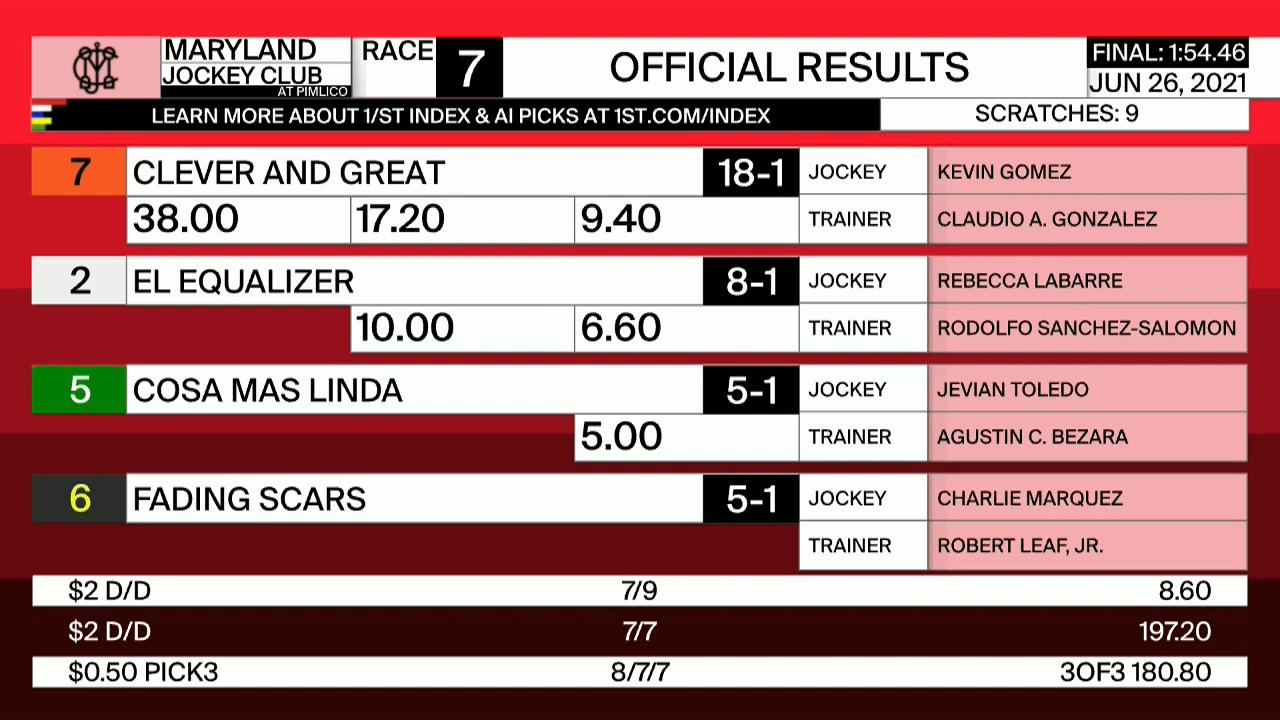 MARYLAND
JOCKEY CLUB
AT PIMLICO
RACE 7
OFFICIAL RESULTS
FINAL: 1:54.46
JUN 26, 2021
LEARN MORE ABOUT 1/ST INDEX & AI PICKS AT 1ST.COM/INDEX
SCRATCHES: 9
7 CLEVER AND GREAT 18-1 JOCKEY KEVIN GOMEZ
38.00 17.20 9.40 TRAINER CLAUDIO A. GONZALEZ
2 EL EQUALIZER 8-1 JOCKEY REBECCA LABARRE
10.00 6.60 TRAINER RODOLFO SANCHEZ-SALOMON
5 COSA MAS LINDA 5-1 JOCKEY JEVIAN TOLEDO
5.00 TRAINER AGUSTIN C. BEZARA
6 FADING SCARS 5-1 JOCKEY CHARLIE MARQUEZ
TRAINER ROBERT LEAF, JR.
$2 D/D 7/9 8.60
$2 D/D 7/7 197.20
$0.50 PICK3 8/7/7 3OF3 180.80